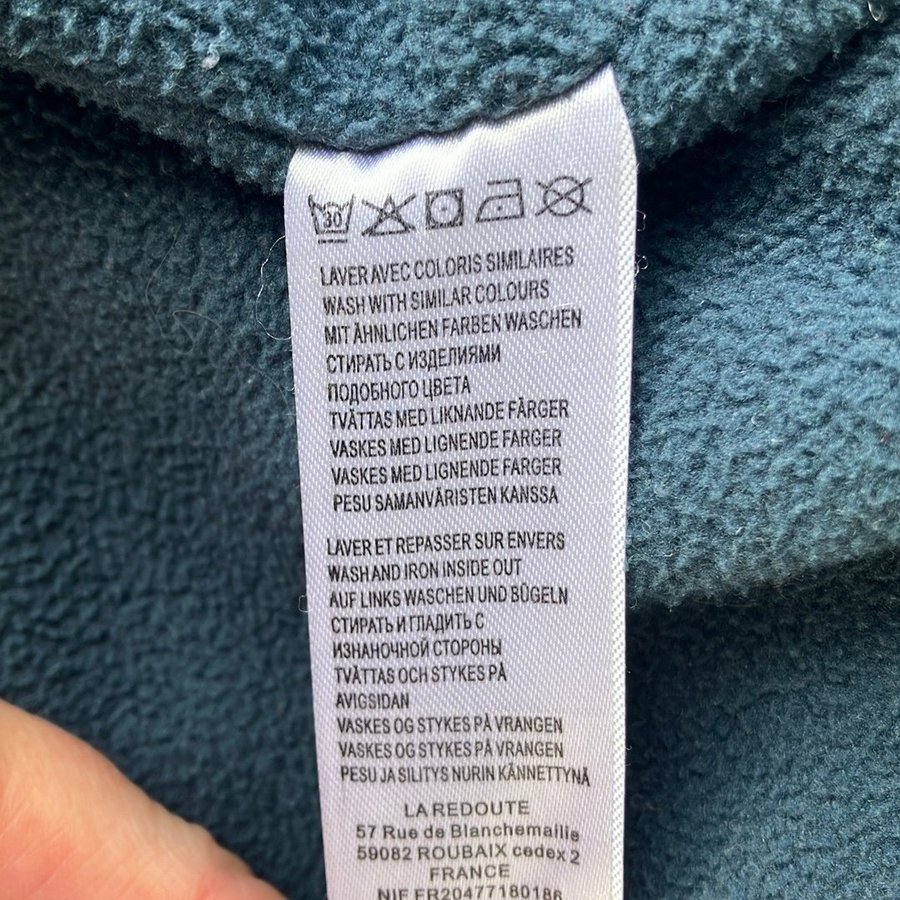 30
LAVER AVEC COLORIS SIMILAIRES
WASH WITH SIMILAR COLOURS
MIT ÄHNLICHEN FARBEN WASCHEN
СТИРАТЬ С ИЗДЕЛИЯМИ
ПОДОБНОГО ЦВЕТА
TVÄTTAS MED LIKNANDE FÄRGER
VASKES MED LIGNENDE FARGER
VASKES MED LIGNENDE FARGER
PESU SAMANVÄRISTEN KANSSA
LAVER ET REPASSER SUR ENVERS
WASH AND IRON INSIDE OUT
AUF LINKS WASCHEN UND BÜGELN
СТИРАТЬ И ГЛАДИТЬ С
ИЗНАНОЧНОЙ СТОРОНЫ
TVÄTTAS OCH STYKES PÅ
AVIGSIDAN
VASKES OG STYKES PÅ VRANGEN
VASKES OG STYKES PÅ VRANGEN
PESU JA SILITYS NURIN KÄNNETTYNÄ
LA REDOUTE
57 Rue de Blanchemaille
59082 ROUBAIX cedex 2
FRANCE
NIF FR20477180186